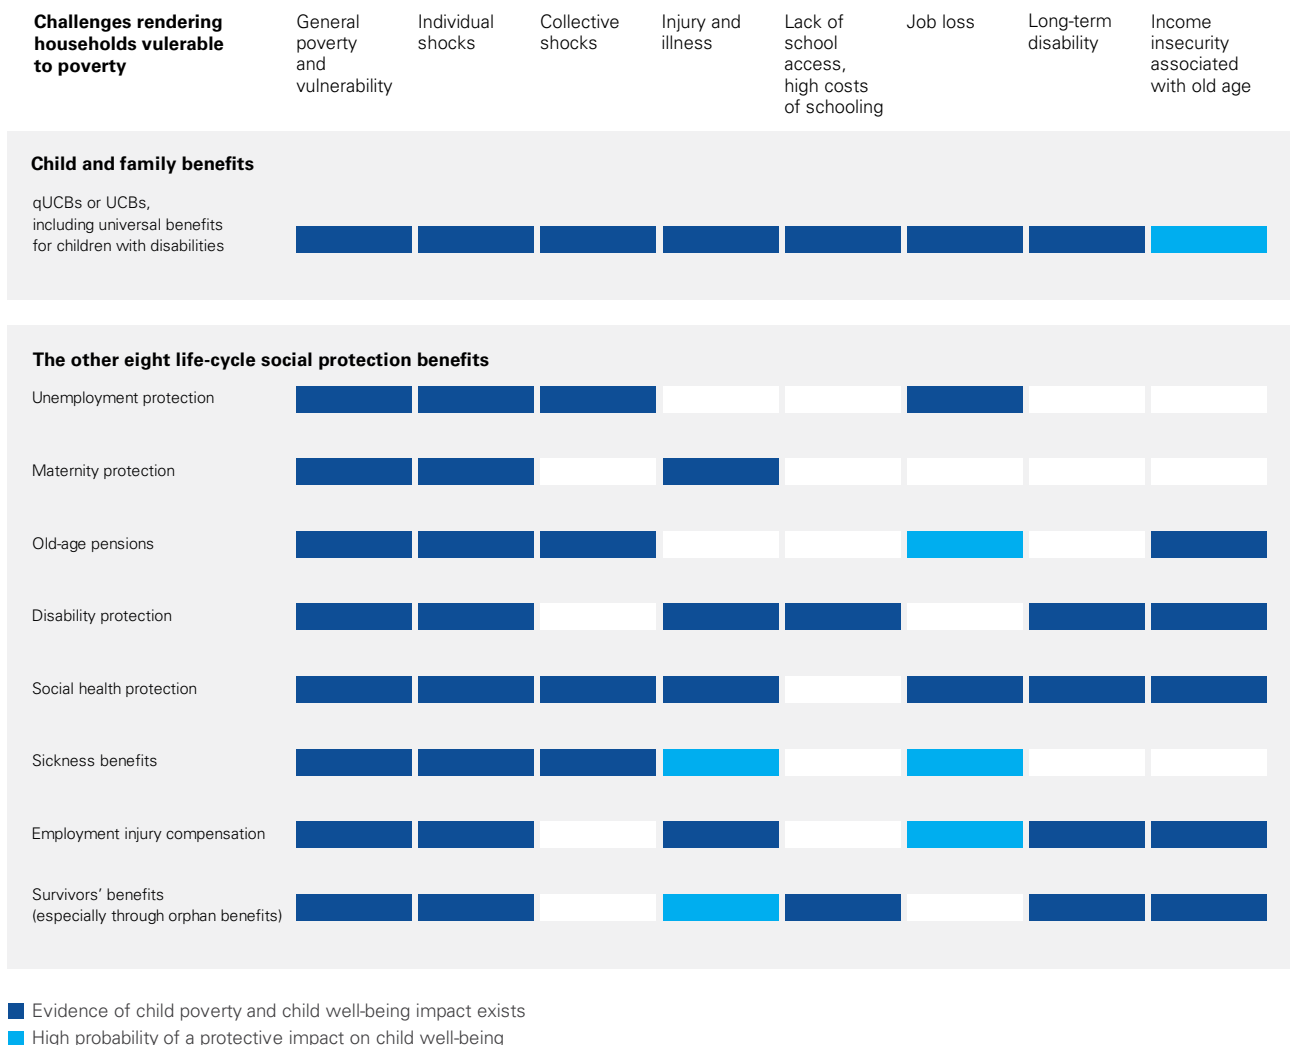 Challenges rendering
households vulerable
to poverty
General
poverty
and
vulnerability
Individual
shocks
Collective
shocks
Injury and
illness
Lack of
school
access,
high costs
of schooling
Job loss
Long-term
disability
Income
insecurity
associated
with old age
Child and family benefits
qUCBs or UCBs,
including universal benefits
for children with disabilities
The other eight life-cycle social protection benefits
Unemployment protection
Maternity protection
Old-age pensions
Disability protection
Social health protection
Sickness benefits
Employment injury compensation
Survivors’ benefits
(especially through orphan benefits)
Evidence of child poverty and child well-being impact exists
High probability of a protective impact on child well-being